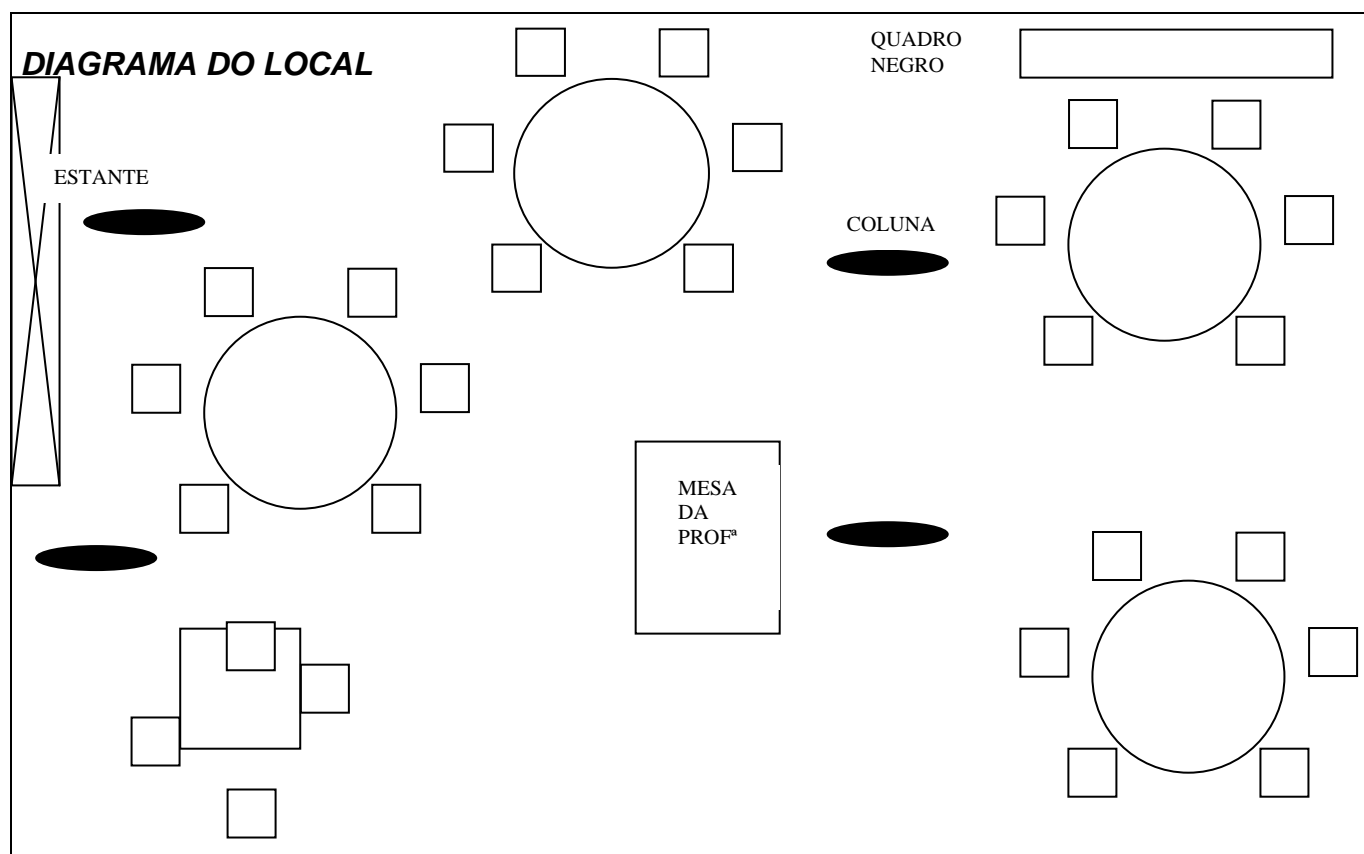 DIAGRAMA DO LOCAL
QUADRO
NEGRO
ESTANTE
COLUNA
MESA
DA
PROFª